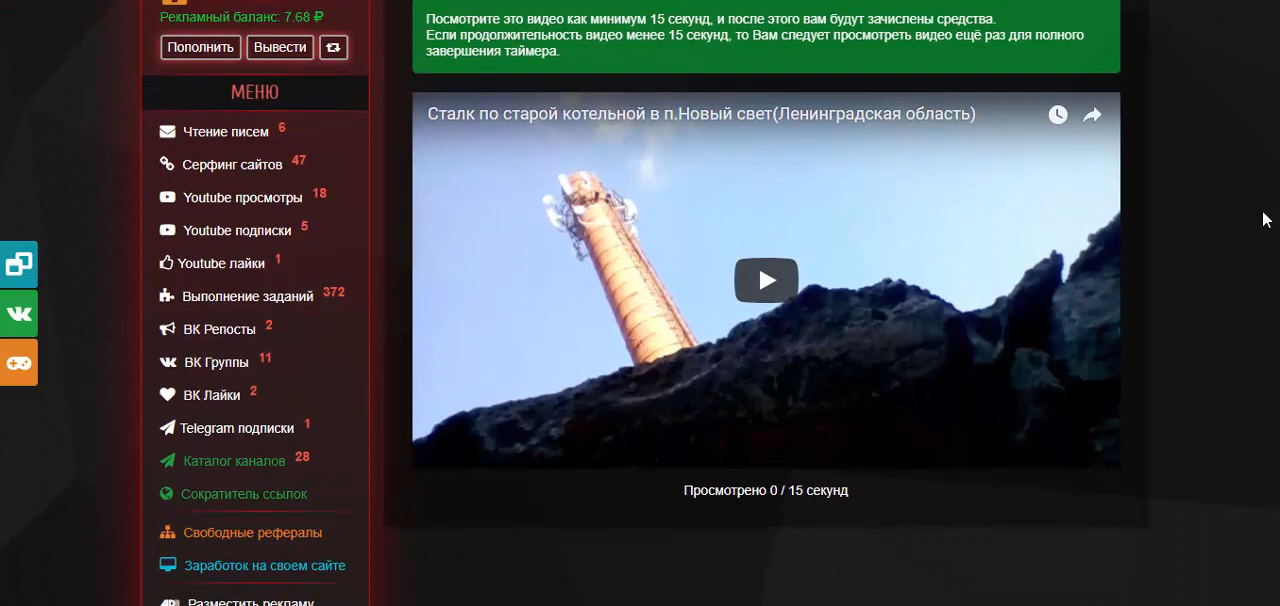 Рекламный баланс: 7.68 ₽
Пополнить Вывести
МЕНЮ
Чтение писем 6
Серфинг сайтов 47
Youtube просмотры 18
Youtube подписки 5
Youtube лайки 1
Выполнение заданий 372
ВК Репосты 2
ВК Группы 11
ВК Лайки 2
Telegram подписки 1
Каталог каналов 28
Сократитель ссылок
Свободные рефералы
Заработок на своем сайте
Разместить рекламу
Посмотрите это видео как минимум 15 секунд, и после этого вам будут зачислены средства.
Если продолжительность видео менее 15 секунд, то Вам следует просмотреть видео ещё раз для полного
завершения таймера.
Сталк по старой котельной в п.Новый свет(Ленинградская область)
Просмотрено 0 / 15 секунд